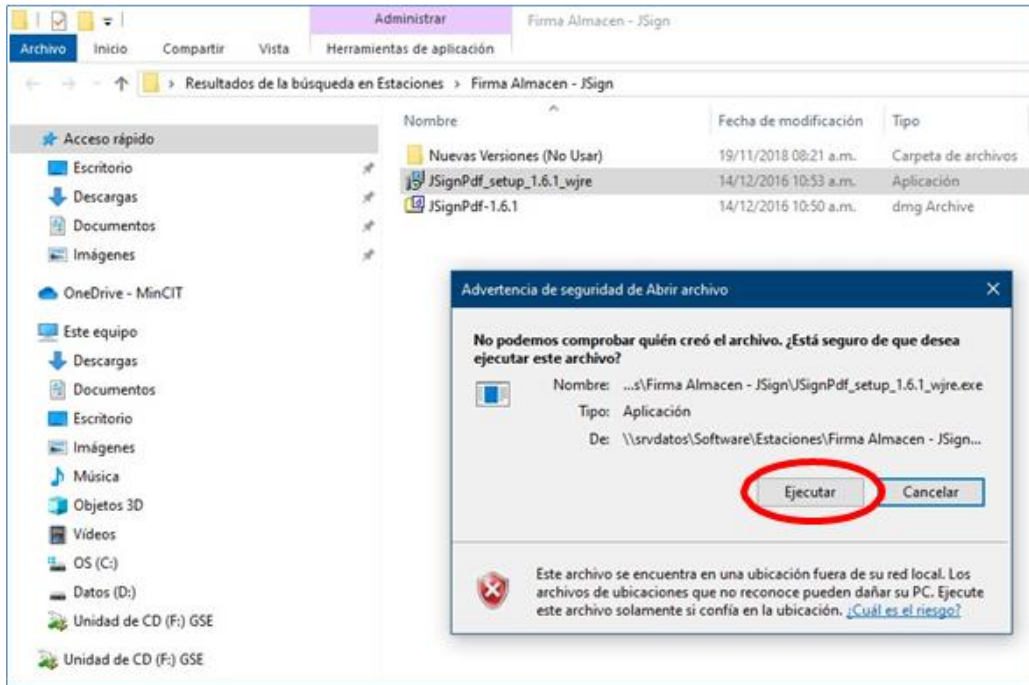 Administrar
Firma Almacen - JSign
Archivo Inicio Compartir Vista Herramientas de aplicación
Resultados de la búsqueda en Estaciones > Firma Almacen - JSign
Nombre Fecha de modificación Tipo
Acceso rápido
Escritorio
Descargas
Documentos
Imágenes
OneDrive - MinCIT
Este equipo
Descargas
Documentos
Escritorio
Imágenes
Música
Objetos 3D
Vídeos
OS (C:)
Datos (D:)
Unidad de CD (F:) GSE
Unidad de CD (F:) GSE
Nuevas Versiones (No Usar) 19/11/2018 08:21 a.m. Carpeta de archivos
JSignPdf_setup_1.6.1_wjre 14/12/2016 10:53 a.m. Aplicación
JSignPdf-1.6.1 14/12/2016 10:50 a.m. dmg Archive
Advertencia de seguridad de Abrir archivo
No podemos comprobar quién creó el archivo. ¿Está seguro de que desea
ejecutar este archivo?
Nombre: ...s\Firma Almacen - JSign\JSignPdf_setup_1.6.1_wjre.exe
Tipo: Aplicación
De: \\srvdatos\Software\Estaciones\Firma Almacen - JSign...
Ejecutar Cancelar
Este archivo se encuentra en una ubicación fuera de su red local. Los
archivos de ubicaciones que no reconoce pueden dañar su PC. Ejecute
este archivo solamente si confía en la ubicación. ¿Cuál es el riesgo?